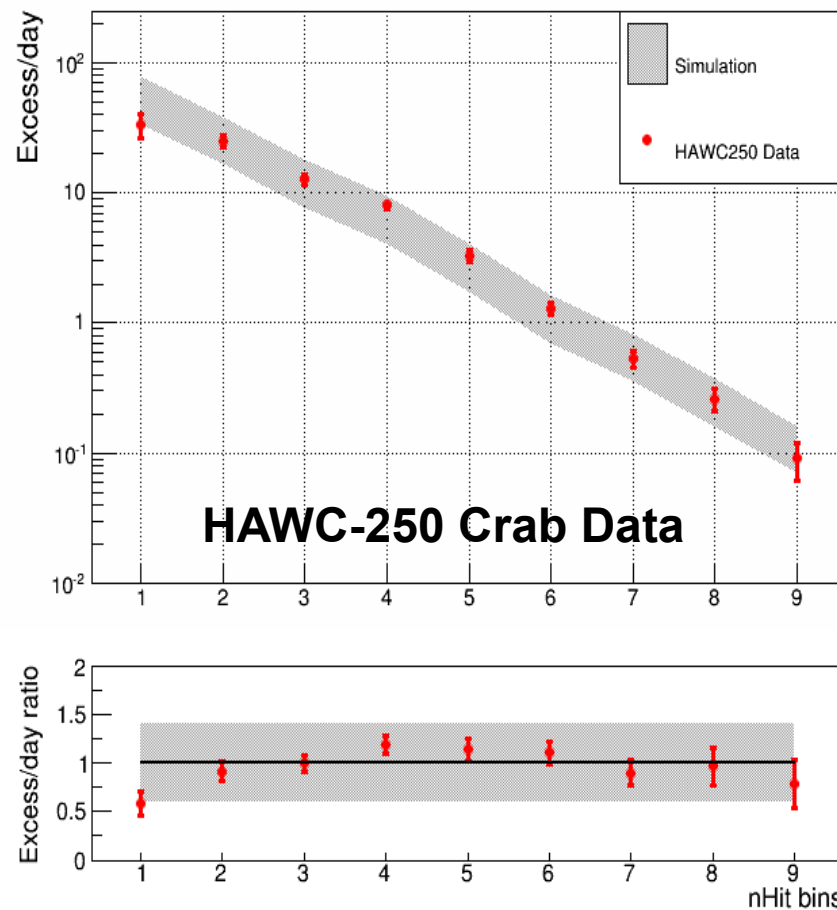 Excess/day
10²
10
1
10⁻¹
10⁻²
Simulation
HAWC250 Data
HAWC-250 Crab Data
1 2 3 4 5 6 7 8 9
Excess/day ratio
2
1.5
1
0.5
0
1 2 3 4 5 6 7 8 9
nHit bins